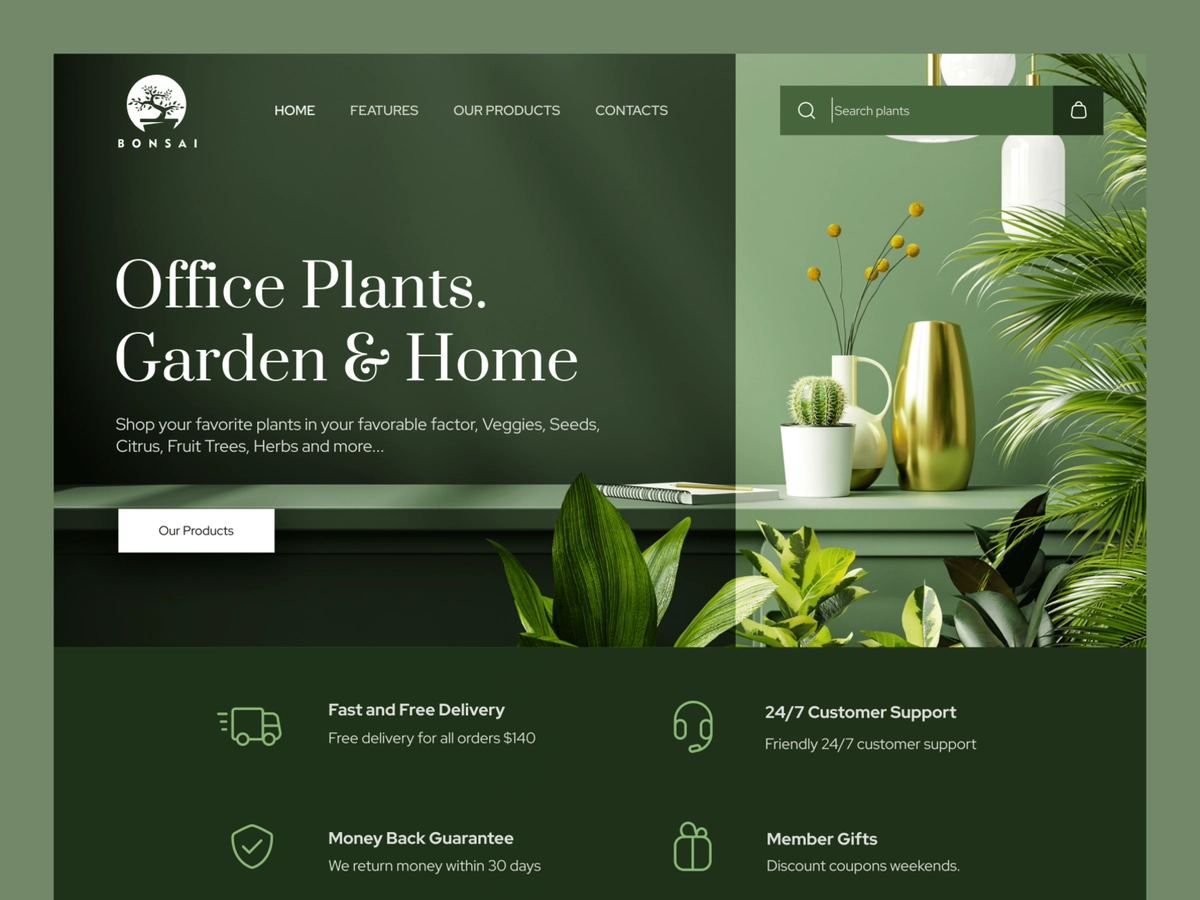 BONSAI
HOME
FEATURES
OUR PRODUCTS
CONTACTS
Search plants
Office Plants.
Garden & Home
Shop your favorite plants in your favorable factor, Veggies, Seeds,
Citrus, Fruit Trees, Herbs and more...
Our Products
Fast and Free Delivery
Free delivery for all orders $140
24/7 Customer Support
Friendly 24/7 customer support
Money Back Guarantee
We return money within 30 days
Member Gifts
Discount coupons weekends.